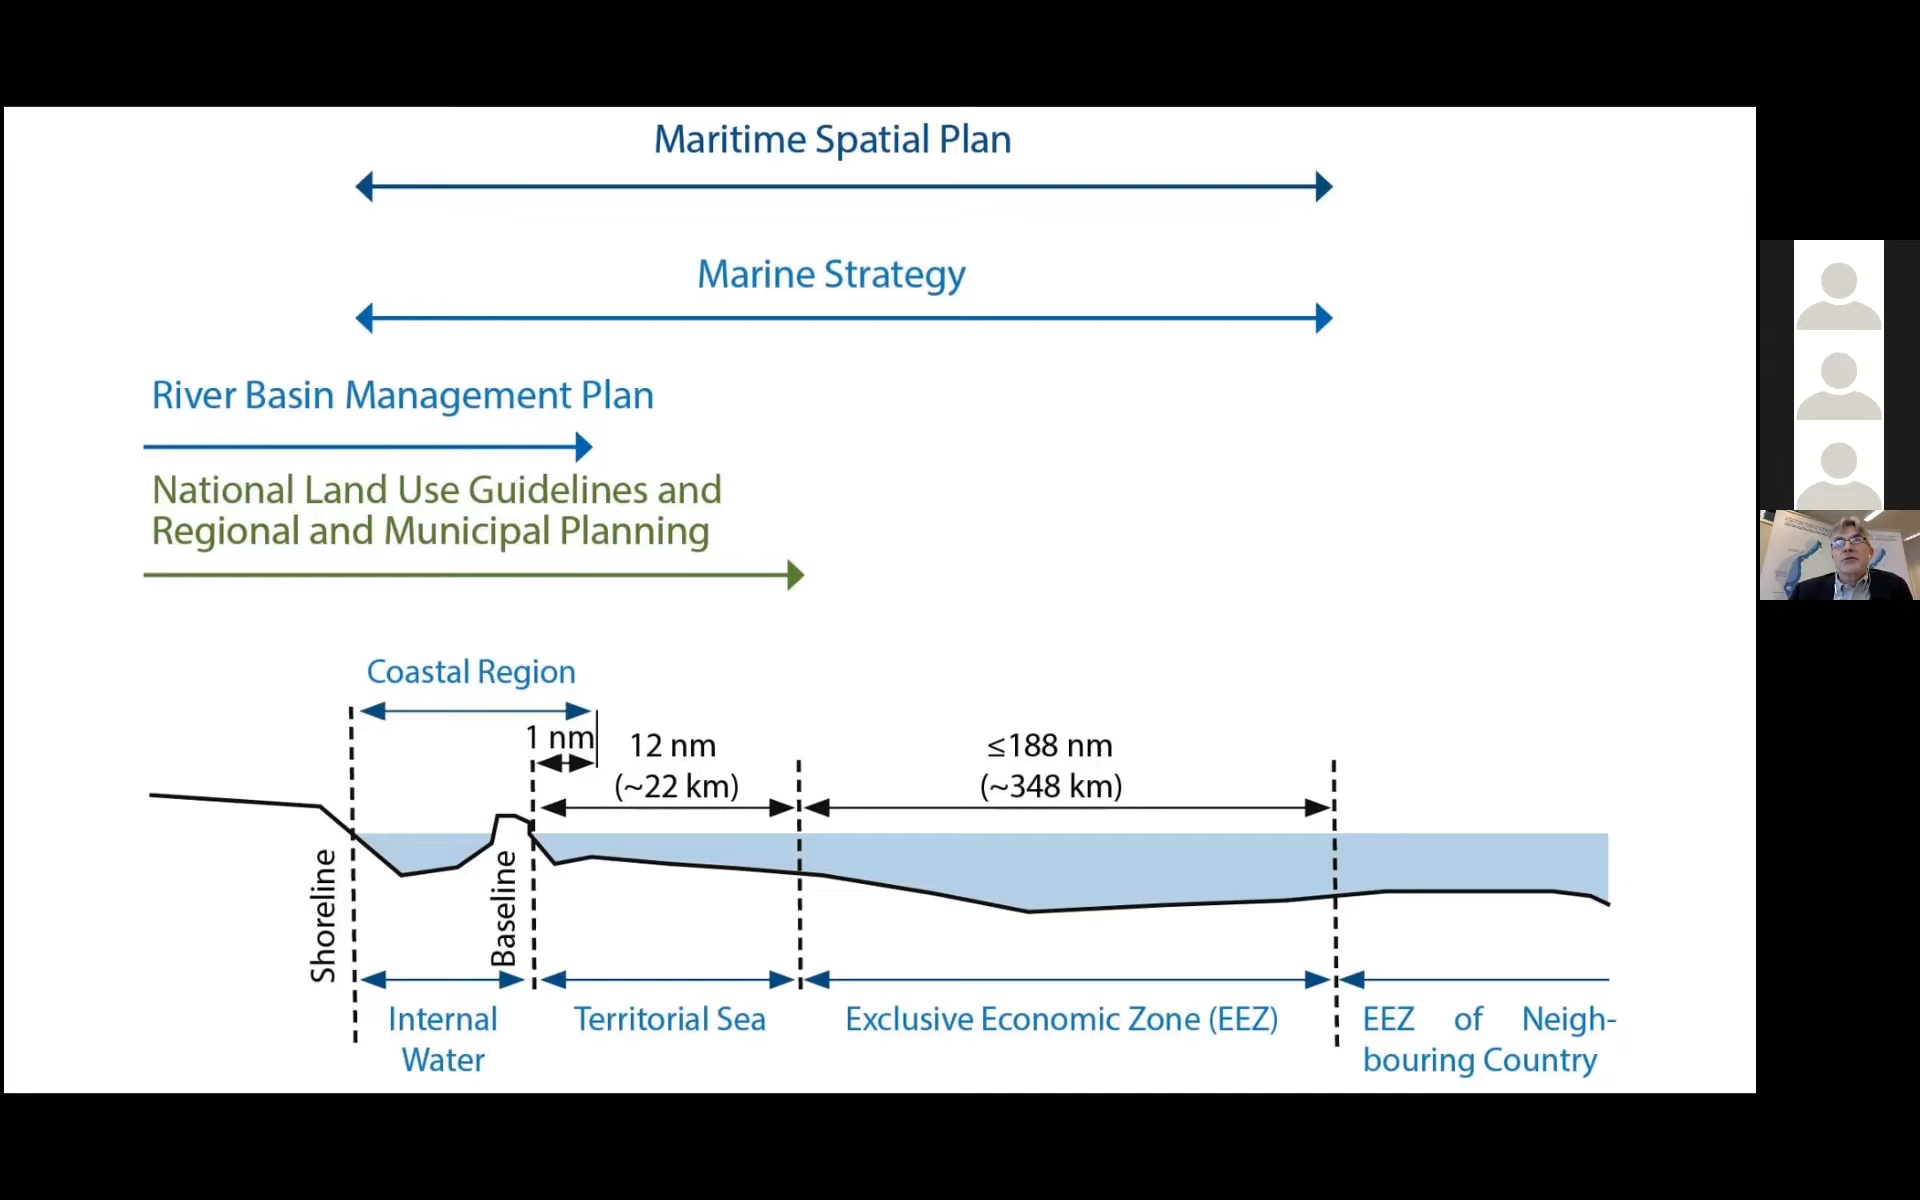 Maritime Spatial Plan
Marine Strategy
River Basin Management Plan
National Land Use Guidelines and
Regional and Municipal Planning
Coastal Region
1 nm
12 nm
(~22 km)
≤188 nm
(~348 km)
Shoreline
Baseline
Internal
Water
Territorial Sea
Exclusive Economic Zone (EEZ)
EEZ of Neigh-
bouring Country